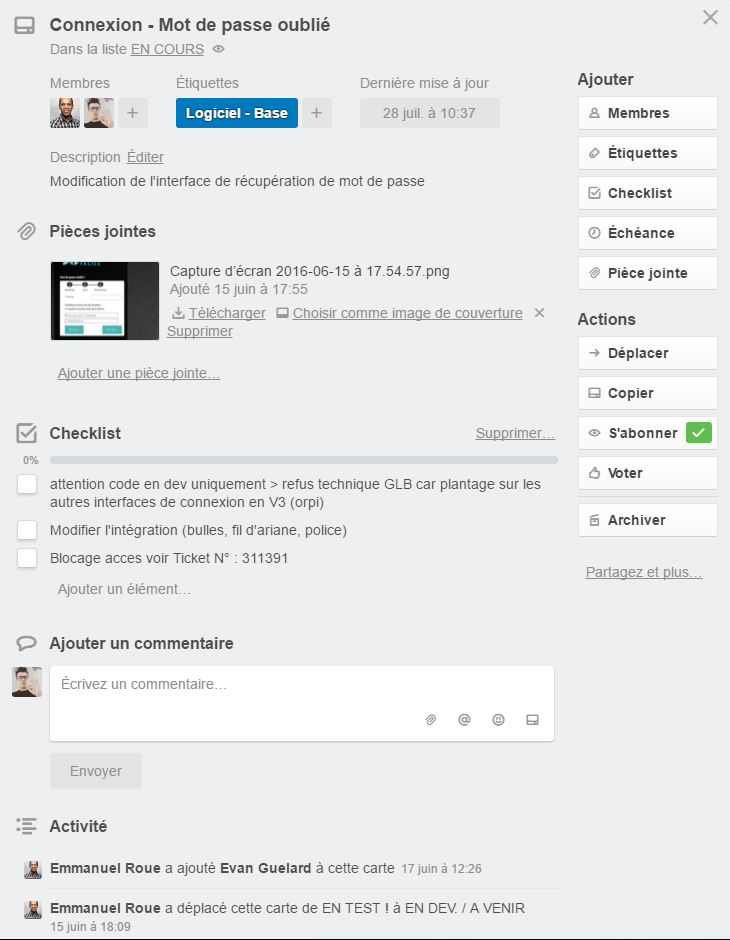 Connexion - Mot de passe oublié
Dans la liste EN COURS
Membres
Étiquettes
Dernière mise à jour
Logiciel - Base
28 juil. à 10:37
Description Éditer
Modification de l'interface de récupération de mot de passe
Pièces jointes
Capture d'écran 2016-06-15 à 17.54.57.png
Ajouté 15 juin à 17:55
Télécharger Choisir comme image de couverture
Supprimer
Ajouter une pièce jointe…
Checklist
Supprimer…
0%
attention code en dev uniquement > refus technique GLB car plantage sur les
autres interfaces de connexion en V3 (orpi)
Modifier l'intégration (bulles, fil d'ariane, police)
Blocage acces voir Ticket N° : 311391
Ajouter un élément…
Ajouter un commentaire
Écrivez un commentaire…
Envoyer
Activité
Emmanuel Roue a ajouté Evan Guelard à cette carte 17 juin à 12:26
Emmanuel Roue a déplacé cette carte de EN TEST ! à EN DEV. / A VENIR
15 juin à 18:09
Ajouter
Membres
Étiquettes
Checklist
Échéance
Pièce jointe
Actions
Déplacer
Copier
S'abonner
Voter
Archiver
Partagez et plus…